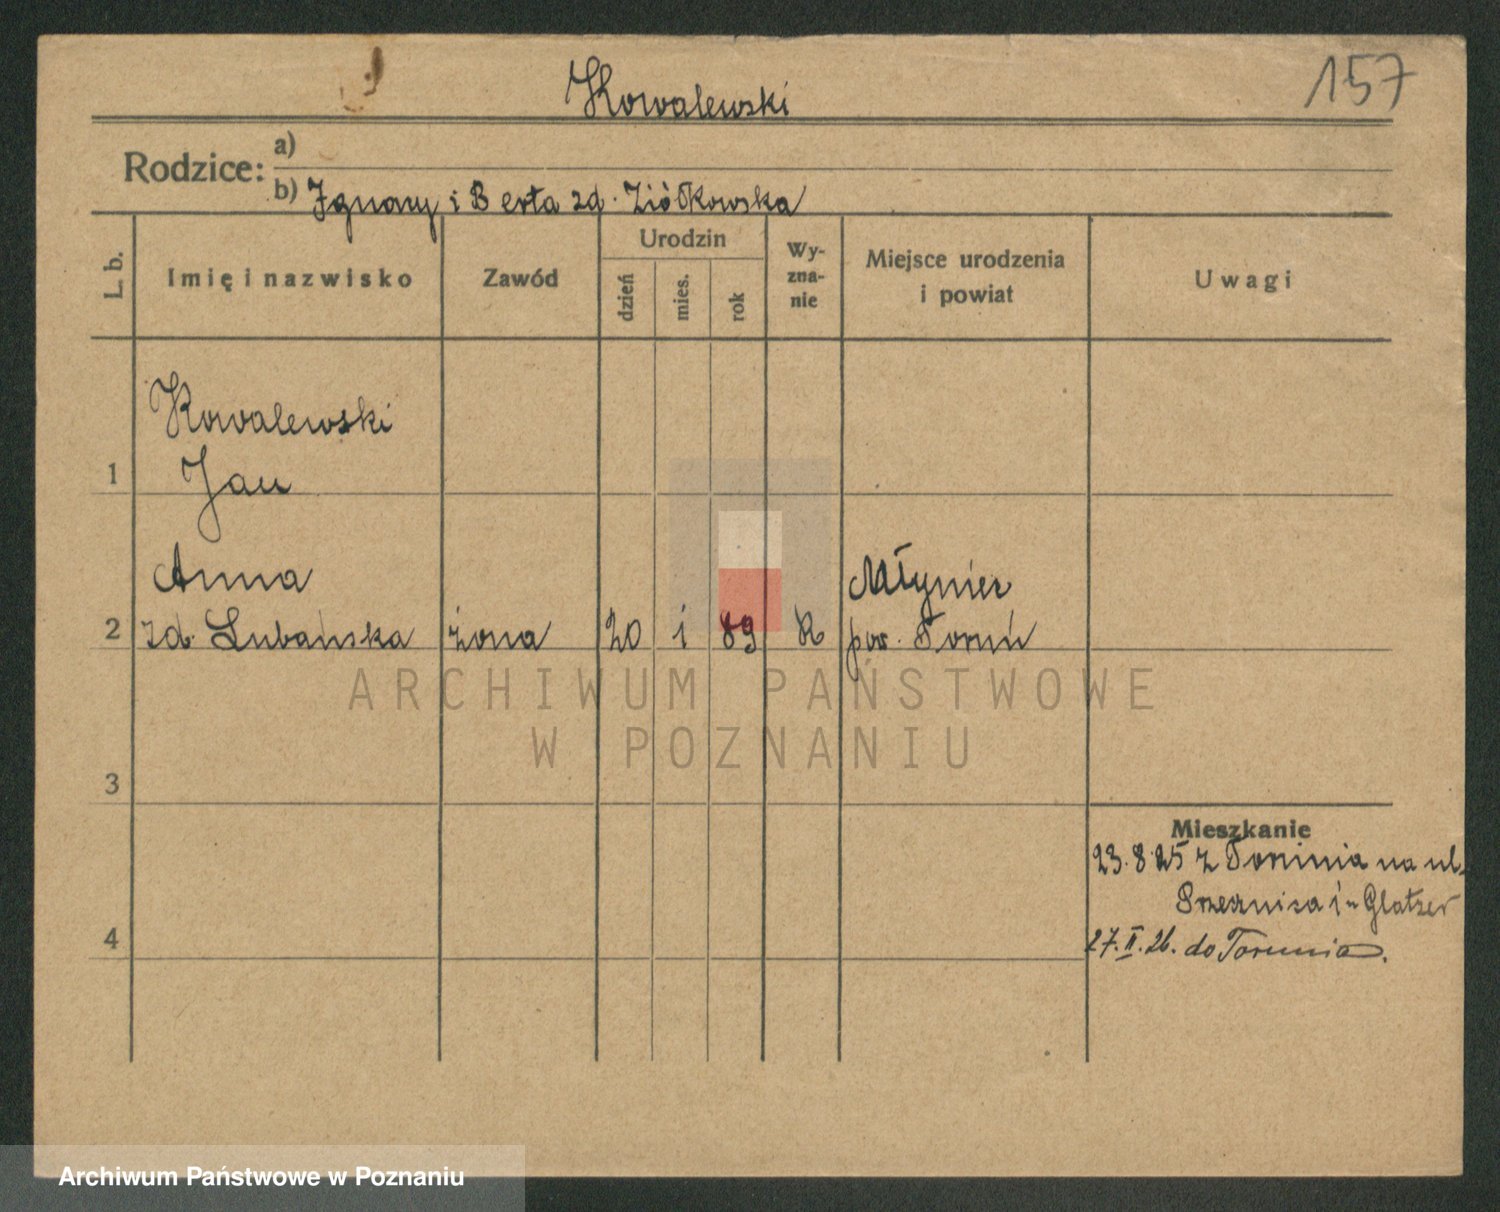 157
Kowalewski
Rodzice: a)
b) Ignacy i Berta zd. Ziółkowska
L. b.
Imię i nazwisko
Zawód
Urodzin
dzień
mies.
rok
Wy-
zna-
nie
Miejsce urodzenia
i powiat
Uwagi
Kowalewski
1 Jan
Anna Młyniec
2 zd. Lubańska żona 20 i 89 R pow. Toruń
ARCHIWUM PAŃSTWOWE
W POZNANIU
3
Mieszkanie
23.8.25 z Torunia na ul.
1 u Glatzer
4
27.II.26. do Torunia.
Archiwum Państwowe w Poznaniu